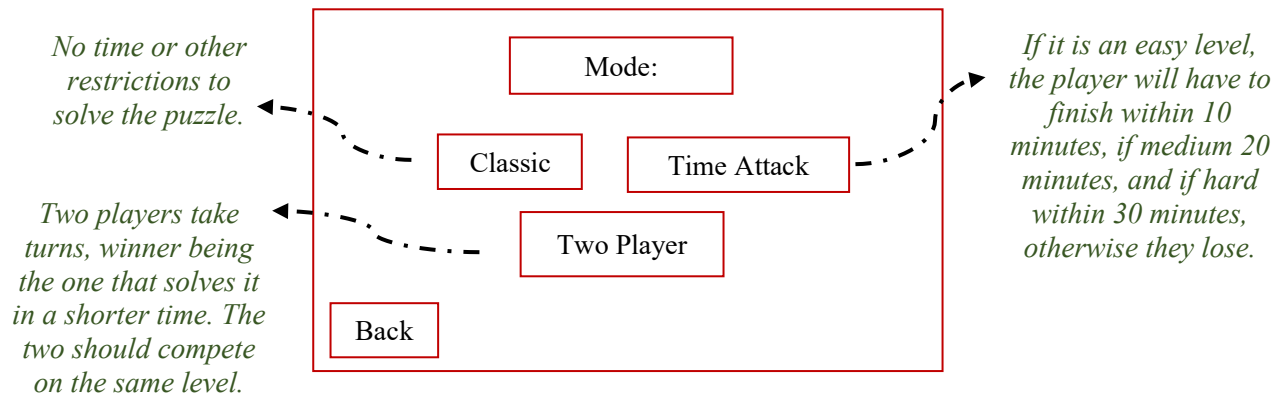 No time or other
restrictions to
solve the puzzle.
Mode:
If it is an easy level,
the player will have to
finish within 10
minutes, if medium 20
minutes, and if hard
within 30 minutes,
otherwise they lose.
Classic
Time Attack
Two players take
turns, winner being
the one that solves it
in a shorter time. The
two should compete
on the same level.
Two Player
Back